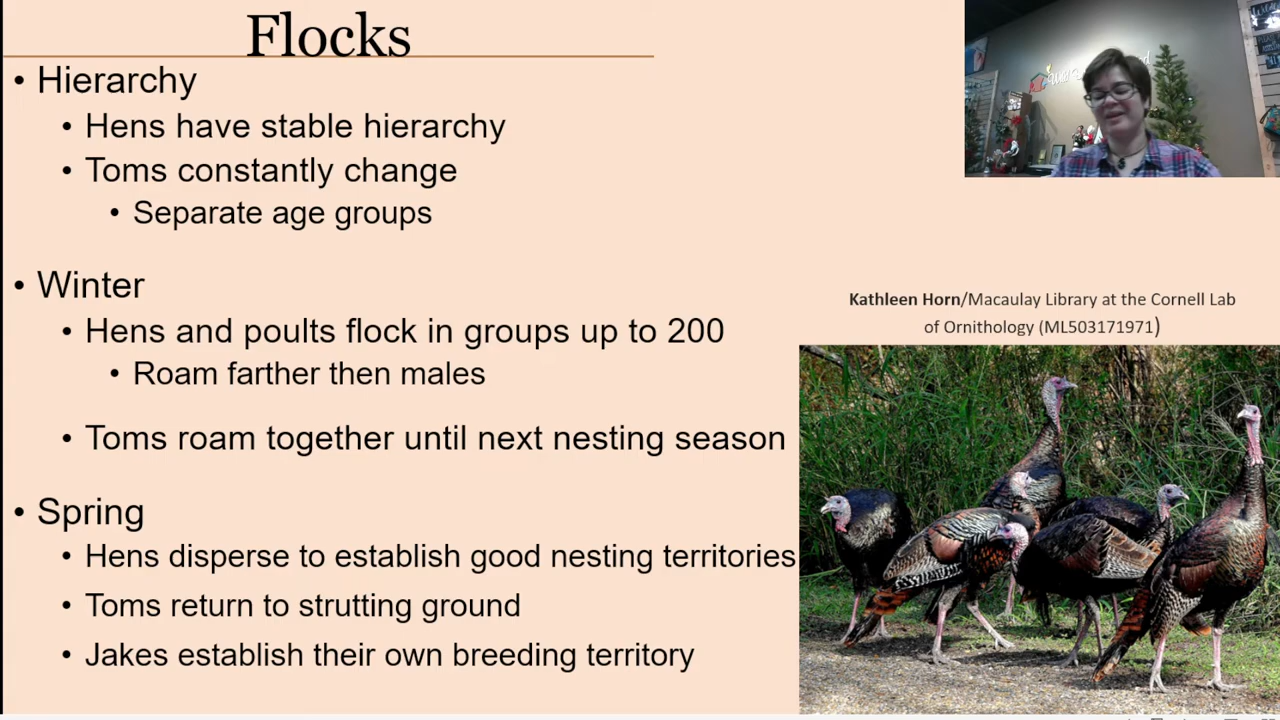 Flocks
• Hierarchy
• Hens have stable hierarchy
• Toms constantly change
• Separate age groups
• Winter
• Hens and poults flock in groups up to 200
• Roam farther then males
• Toms roam together until next nesting season
• Spring
• Hens disperse to establish good nesting territories
• Toms return to strutting ground
• Jakes establish their own breeding territory
Kathleen Horn/Macaulay Library at the Cornell Lab
of Ornithology (ML503171971)